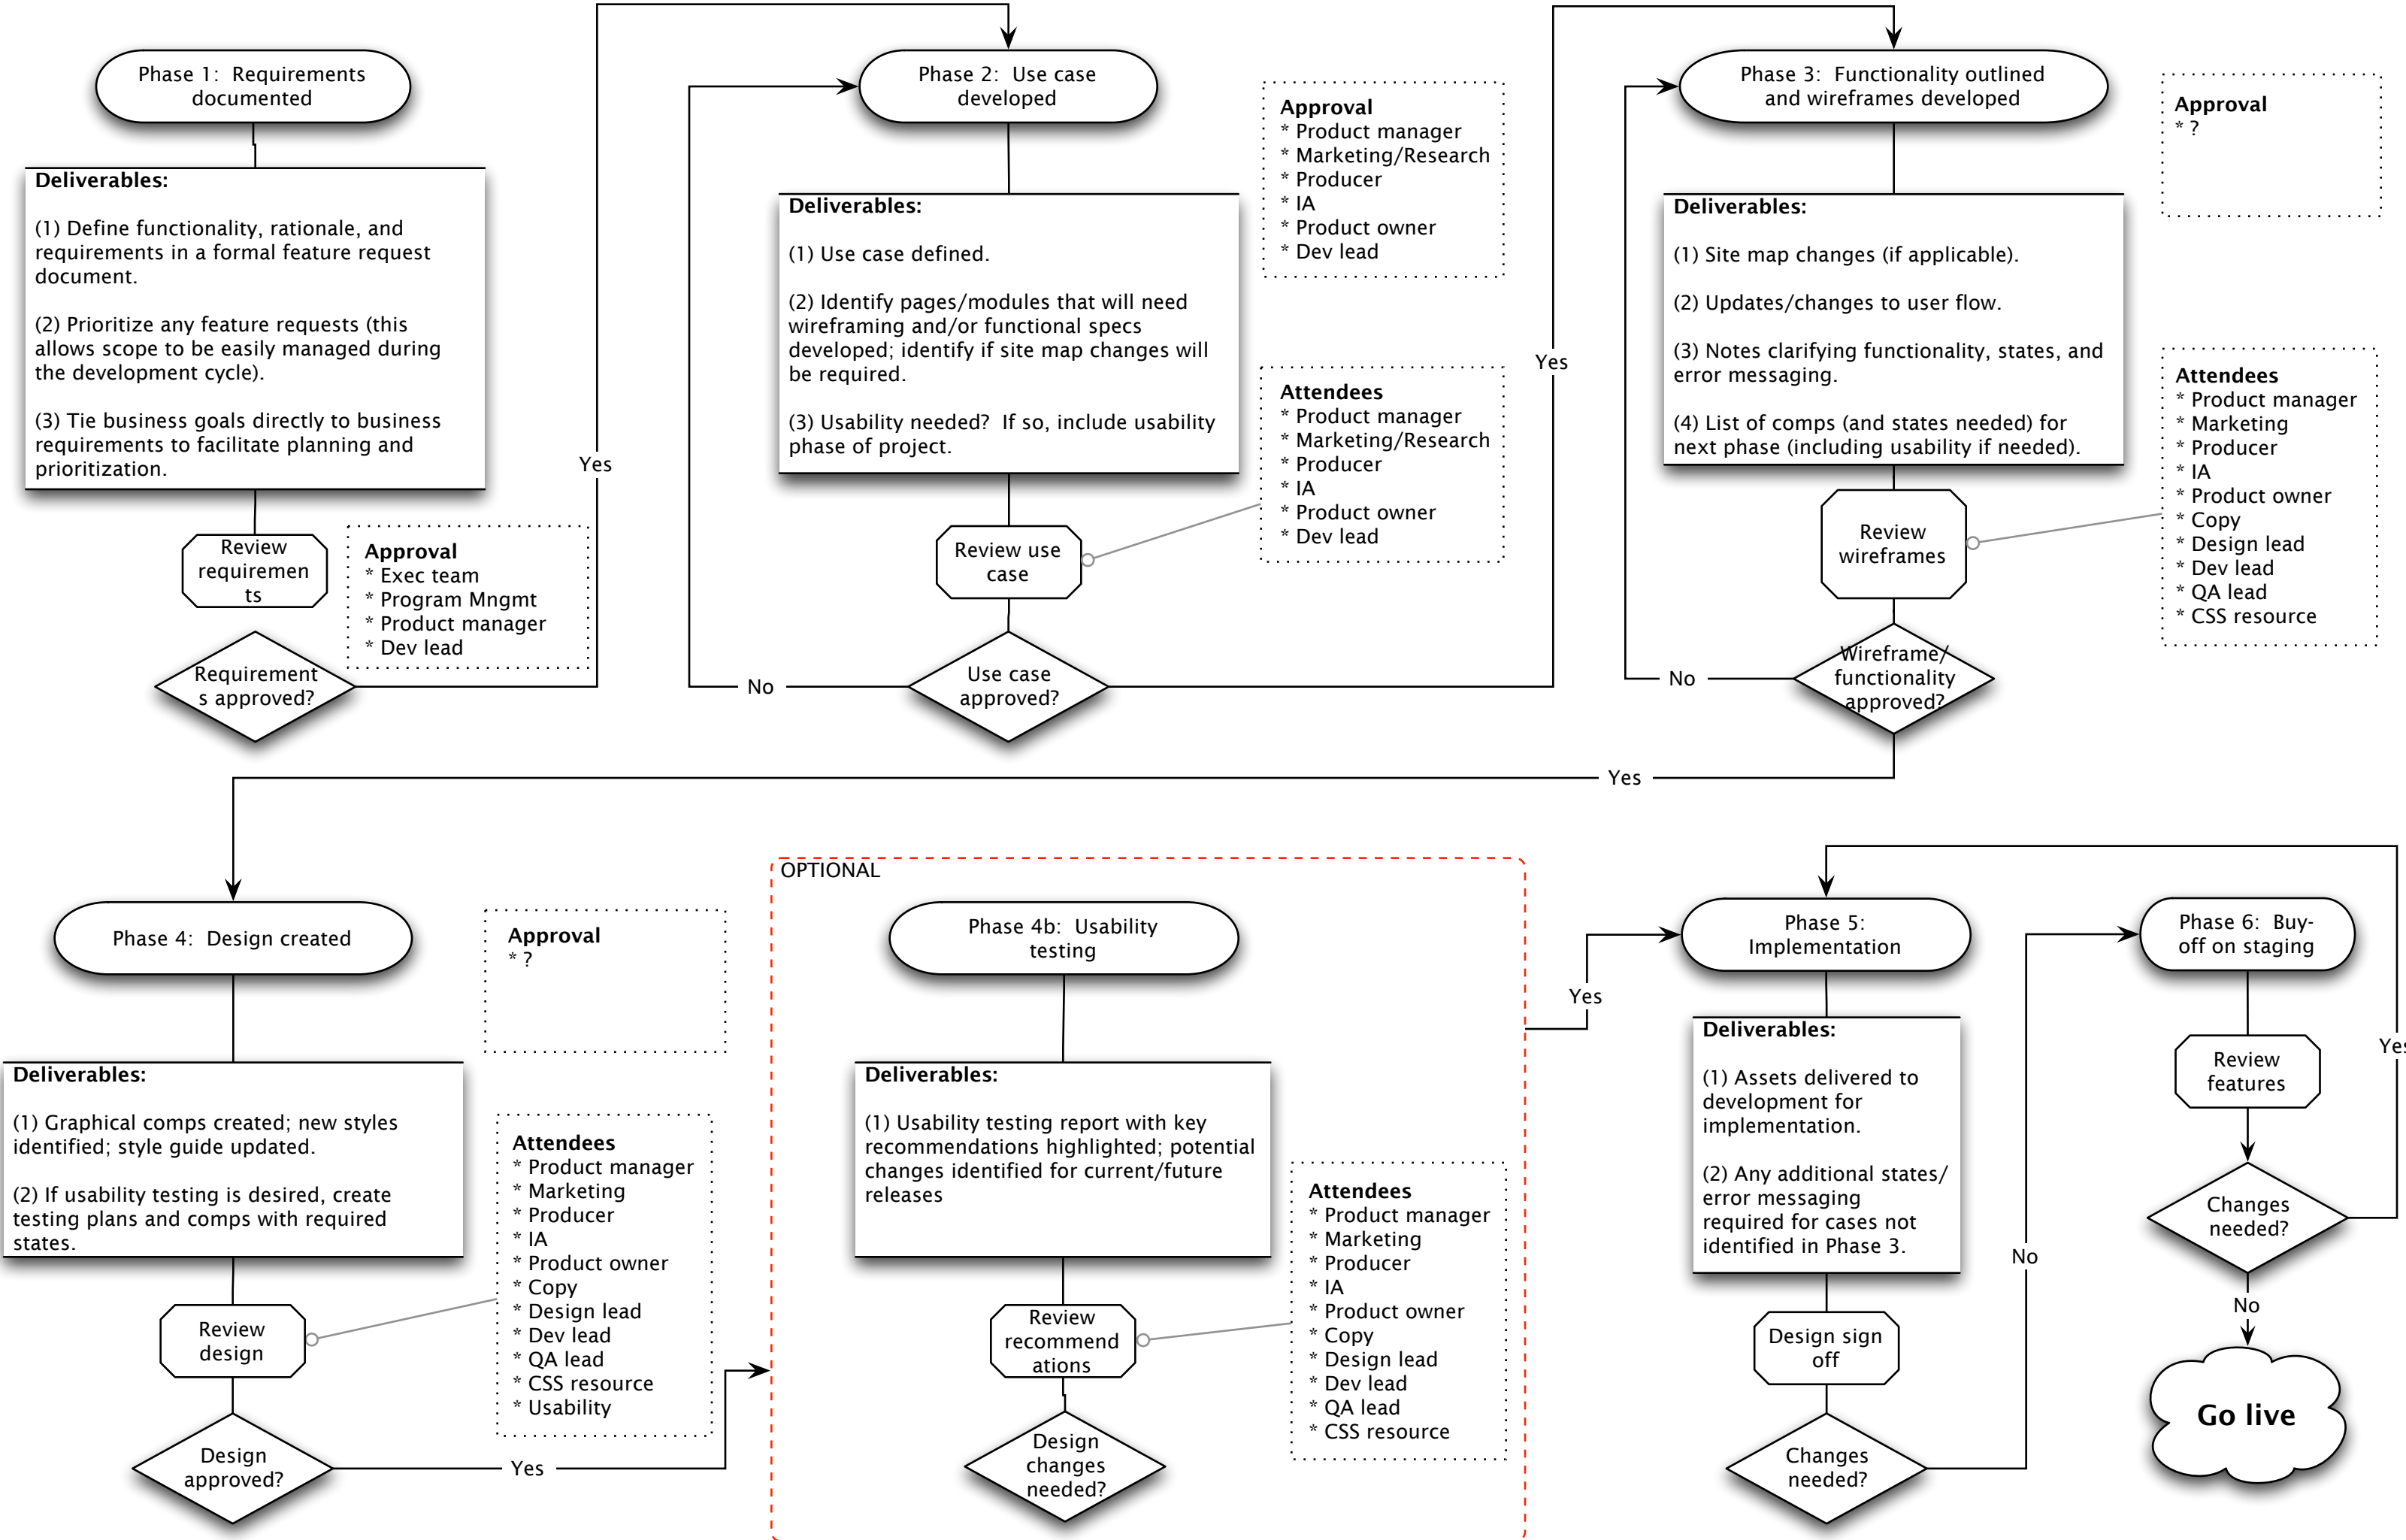 Phase 1:  Requirements
documented
Deliverables:
(1) Define functionality, rationale, and
requirements in a formal feature request
document.
(2) Prioritize any feature requests (this
allows scope to be easily managed during
the development cycle).
(3) Tie business goals directly to business
requirements to facilitate planning and
prioritization.
Review
requiremen
ts
Approval
* Exec team
* Program Mngmt
* Product manager
* Dev lead
Requirement
s approved?
Yes
Phase 2:  Use case
developed
Approval
* Product manager
* Marketing/Research
* Producer
* IA
* Product owner
* Dev lead
Deliverables:
(1) Use case defined.
(2) Identify pages/modules that will need
wireframing and/or functional specs
developed; identify if site map changes will
be required.
(3) Usability needed?  If so, include usability
phase of project.
Attendees
* Product manager
* Marketing/Research
* Producer
* IA
* Product owner
* Dev lead
Review use
case
Use case
approved?
No
Yes
Phase 3:  Functionality outlined
and wireframes developed
Approval
* ?
Deliverables:
(1) Site map changes (if applicable).
(2) Updates/changes to user flow.
(3) Notes clarifying functionality, states, and
error messaging.
(4) List of comps (and states needed) for
next phase (including usability if needed).
Attendees
* Product manager
* Marketing
* Producer
* IA
* Product owner
* Copy
* Design lead
* Dev lead
* QA lead
* CSS resource
Review
wireframes
Wireframe/
functionality
approved?
No
Yes
Phase 4:  Design created
Approval
* ?
Deliverables:
(1) Graphical comps created; new styles
identified; style guide updated.
(2) If usability testing is desired, create
testing plans and comps with required
states.
Attendees
* Product manager
* Marketing
* Producer
* IA
* Product owner
* Copy
* Design lead
* Dev lead
* QA lead
* CSS resource
* Usability
Review
design
Design
approved?
Yes
OPTIONAL
Phase 4b:  Usability
testing
Deliverables:
(1) Usability testing report with key
recommendations highlighted; potential
changes identified for current/future
releases
Attendees
* Product manager
* Marketing
* Producer
* IA
* Product owner
* Copy
* Design lead
* Dev lead
* QA lead
* CSS resource
Review
recommend
ations
Design
changes
needed?
Yes
Phase 5:
Implementation
Deliverables:
(1) Assets delivered to
development for
implementation.
(2) Any additional states/
error messaging
required for cases not
identified in Phase 3.
Design sign
off
Changes
needed?
No
Phase 6:  Buy-
off on staging
Review
features
Changes
needed?
Yes
No
Go live